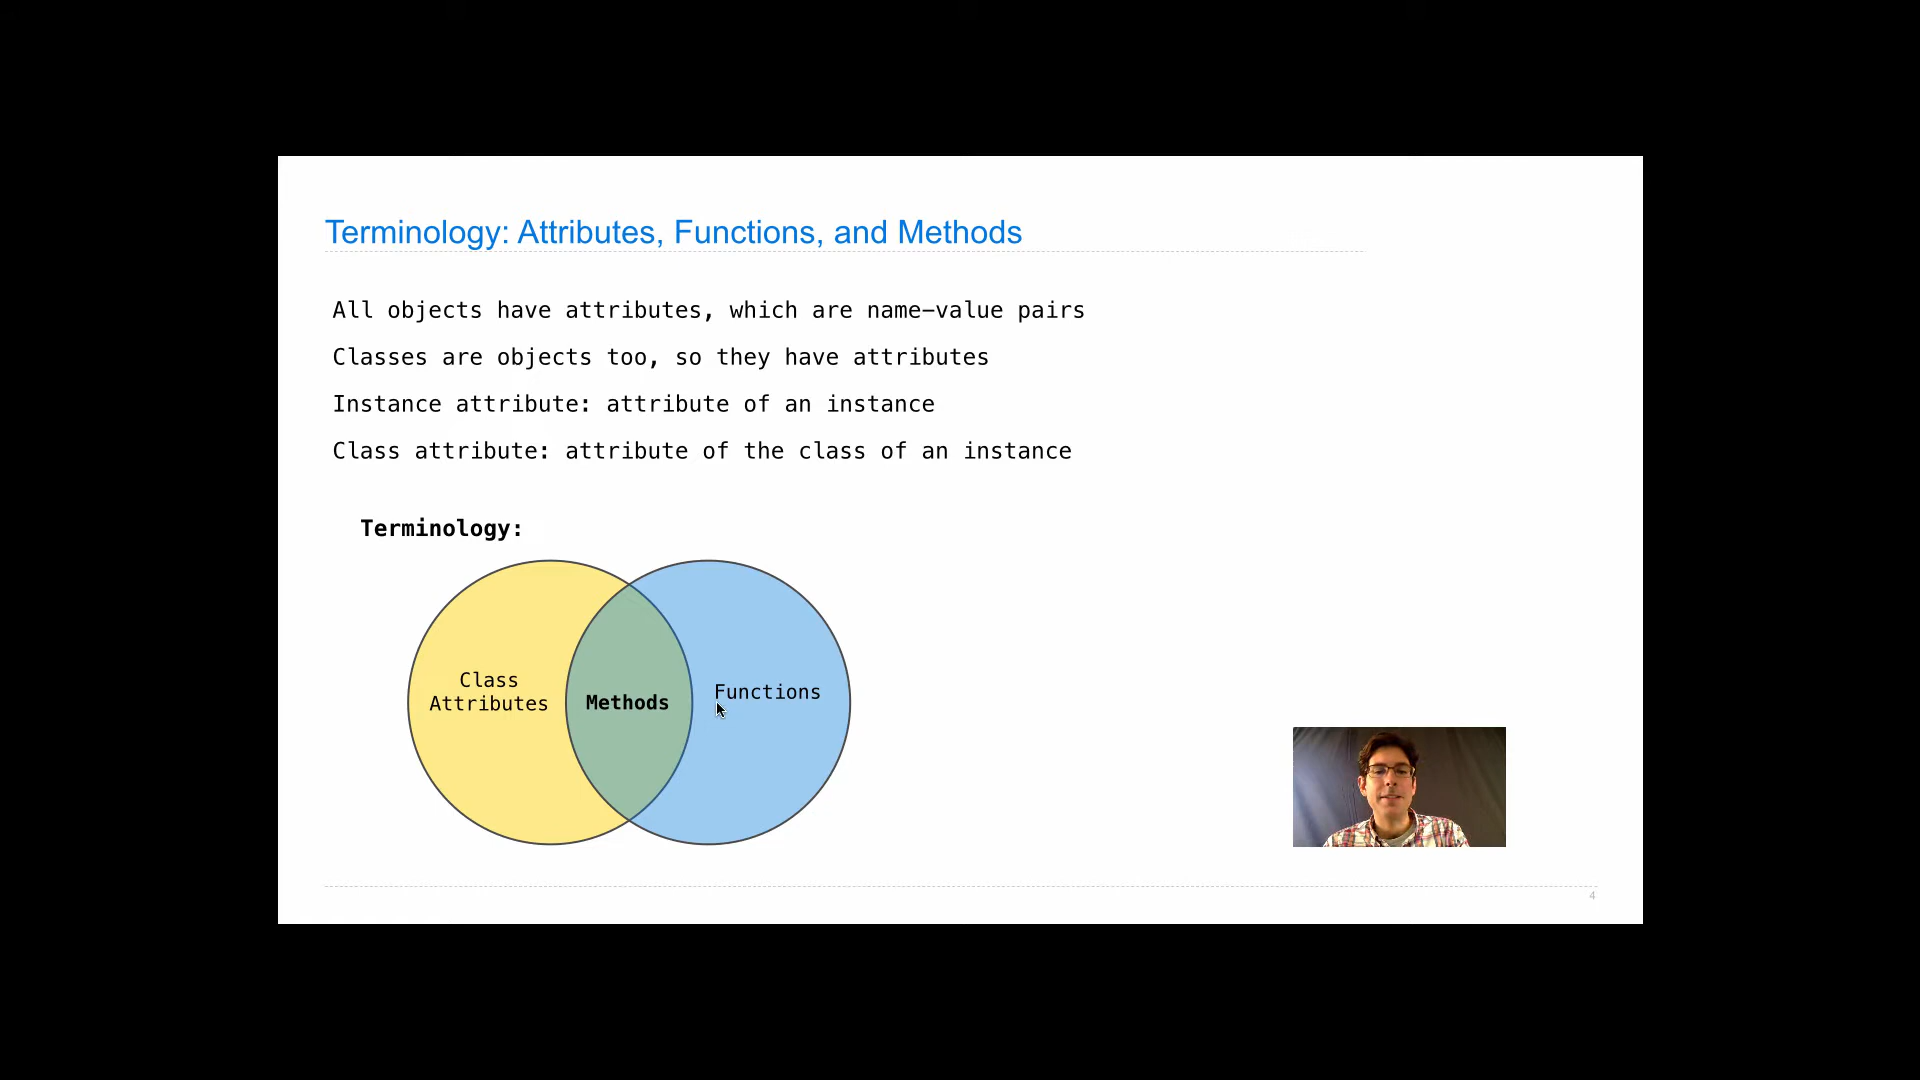 Terminology: Attributes, Functions, and Methods
All objects have attributes, which are name-value pairs
Classes are objects too, so they have attributes
Instance attribute: attribute of an instance
Class attribute: attribute of the class of an instance
Terminology:
Class
Attributes
Methods
Functions
4